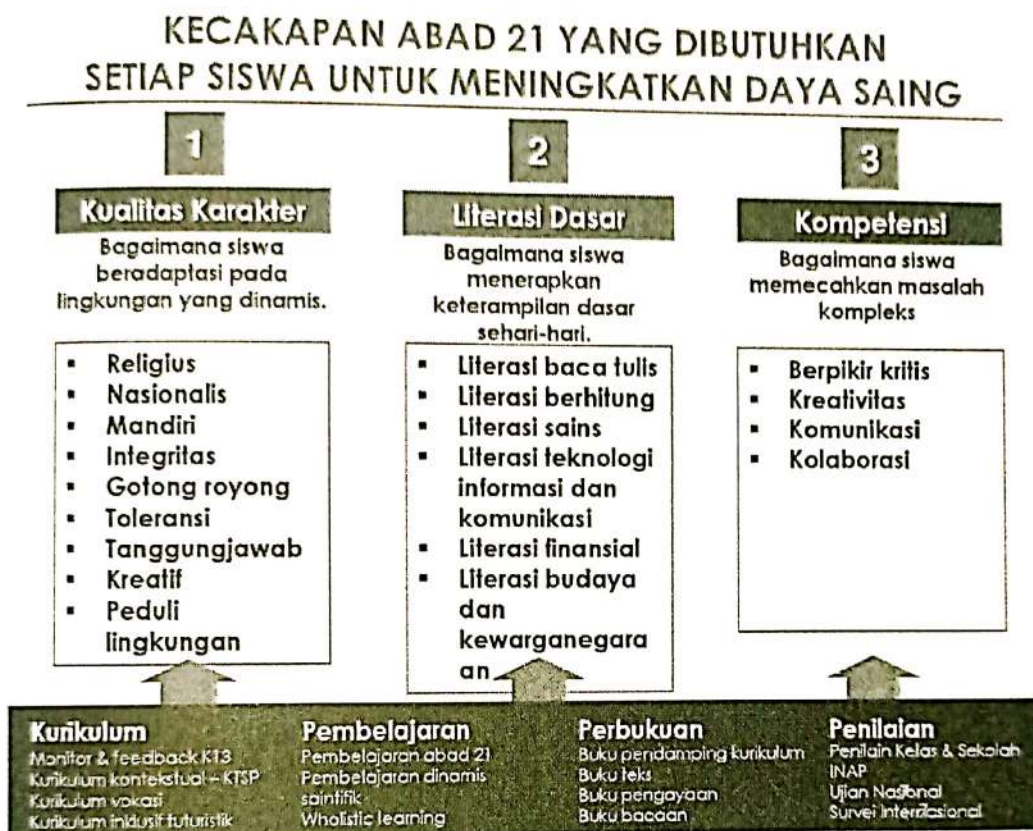 KECAKAPAN ABAD 21 YANG DIBUTUHKAN
SETIAP SISWA UNTUK MENINGKATKAN DAYA SAING
1
Kualitas Karakter
Bagaimana siswa
beradaptasi pada
lingkungan yang dinamis.
▪ Religius
▪ Nasionalis
▪ Mandiri
▪ Integritas
▪ Gotong royong
▪ Toleransi
▪ Tanggungjawab
▪ Kreatif
▪ Peduli
lingkungan
2
Literasi Dasar
Bagaimana siswa
menerapkan
keterampilan dasar
sehari-hari.
▪ Literasi baca tulis
▪ Literasi berhitung
▪ Literasi sains
▪ Literasi teknologi
informasi dan
komunikasi
▪ Literasi finansial
▪ Literasi budaya
dan
kewarganegara
an
3
Kompetensi
Bagaimana siswa
memecahkan masalah
kompleks
▪ Berpikir kritis
▪ Kreativitas
▪ Komunikasi
▪ Kolaborasi
Kurikulum
Monitor & feedback K13
Kurikulum kontekstual – KTSP
Kurikulum vokasi
Kurikulum inklusif futuristik
Pembelajaran
Pembelajaran abad 21
Pembelajaran dinamis
saintifik
Wholistic learning
Perbukuan
Buku pendamping kurikulum
Buku teks
Buku pengayaan
Buku bacaan
Penilaian
Penilain Kelas & Sekolah
INAP
Ujian Nasional
Survei Internasional